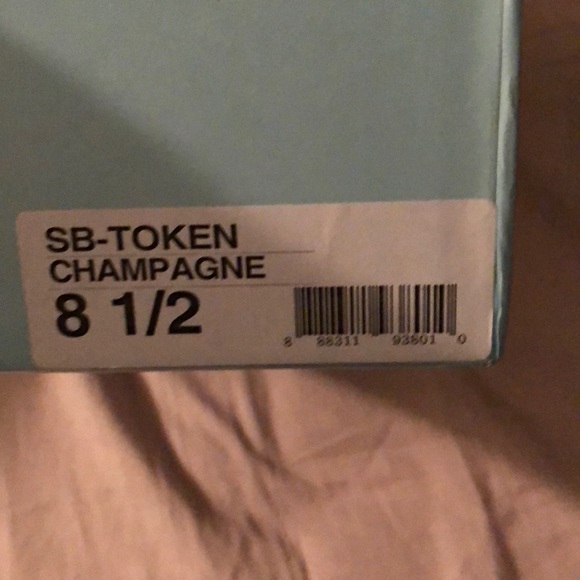 SB-TOKEN
CHAMPAGNE
8 1/2
8 88311 93801 0